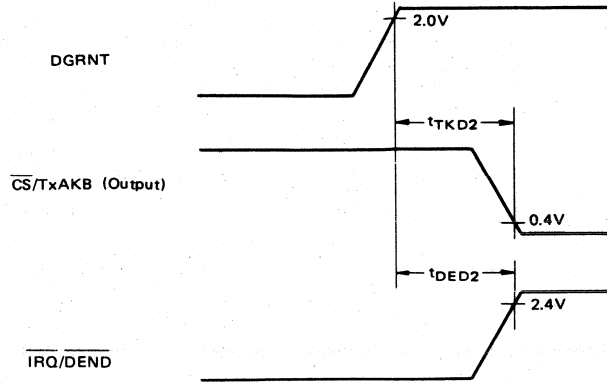 2.0V
DGRNT
tTKD2
CS/TxAKB (Output)
0.4V
tDED2
2.4V
IRQ/DEND